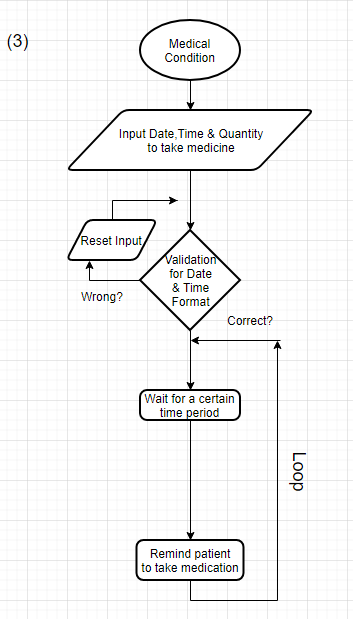 (3)
Medical
Condition
Input Date,Time & Quantity
to take medicine
Reset Input
Validation
for Date
& Time
Format
Wrong?
Correct?
Wait for a certain
time period
Loop
Remind patient
to take medication